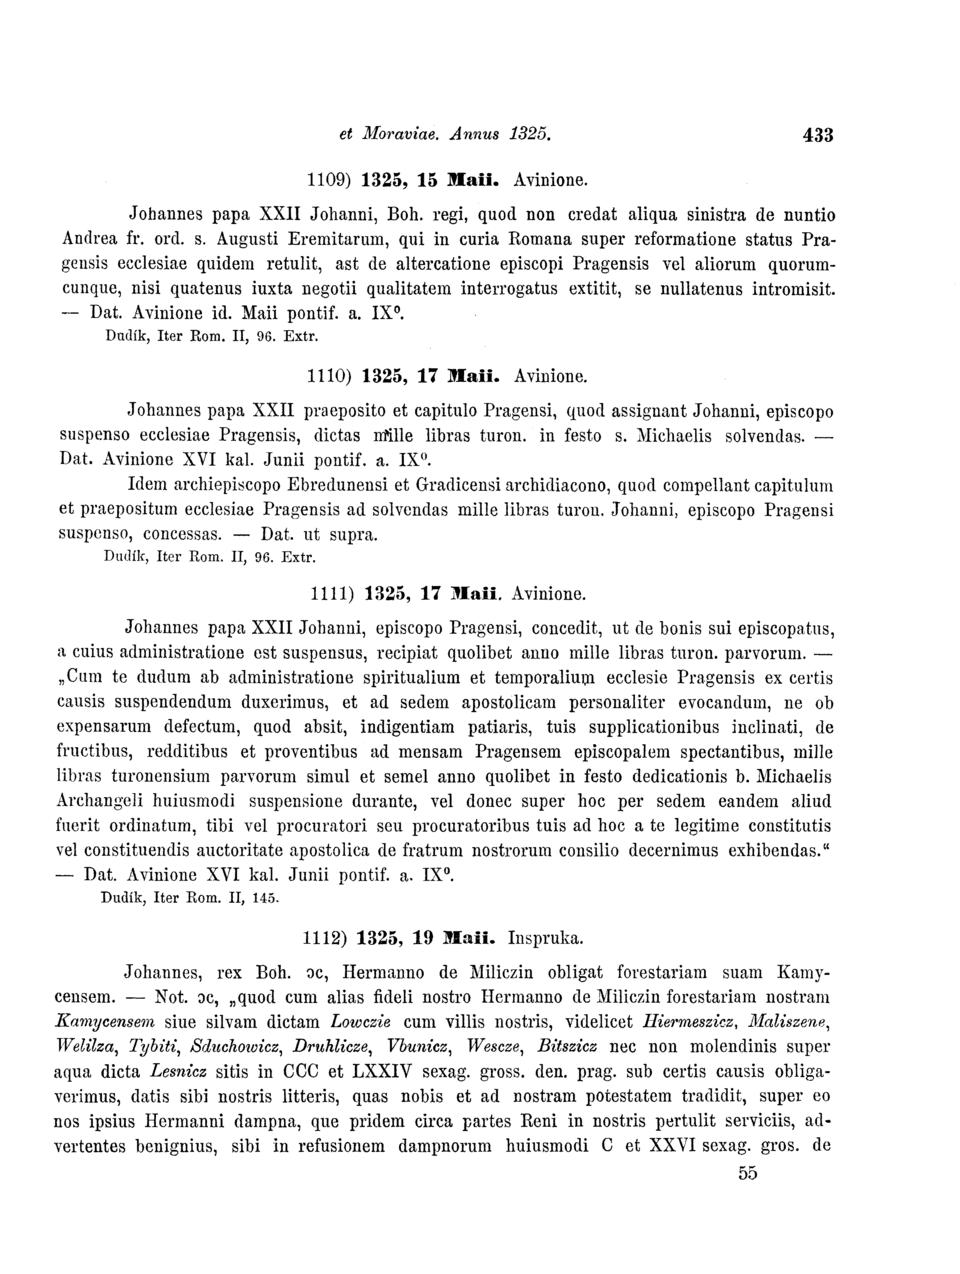 et Moraviae. Annus 1325. 433
1109) 1325, 15 Maii. Avinione.
Johannes papa XXII Johanni, Boh. regi, quod non credat aliqua sinistra de nuntio
Andrea fr. ord. s. Augusti Eremitarum, qui in curia Romana super reformatione status Pra-
gensis ecclesiae quidem retulit, ast de altercatione episcopi Pragensis vel aliorum quorum-
cunque, nisi quatenus iuxta negotii qualitatem interrogatus extitit, se nullatenus intromisit.
— Dat. Avinione id. Maii pontif. a. IX⁰.
Dudík, Iter Rom. II, 96. Extr.
1110) 1325, 17 Maii. Avinione.
Johannes papa XXII praeposito et capitulo Pragensi, quod assignant Johanni, episcopo
suspenso ecclesiae Pragensis, dictas mille libras turon. in festo s. Michaelis solvendas. —
Dat. Avinione XVI kal. Junii pontif. a. IX⁰.
Idem archiepiscopo Ebredunensi et Gradicensi archidiacono, quod compellant capitulum
et praepositum ecclesiae Pragensis ad solvendas mille libras turon. Johanni, episcopo Pragensi
suspenso, concessas. — Dat. ut supra.
Dudík, Iter Rom. II, 96. Extr.
1111) 1325, 17 Maii. Avinione.
Johannes papa XXII Johanni, episcopo Pragensi, concedit, ut de bonis sui episcopatus,
a cuius administratione est suspensus, recipiat quolibet anno mille libras turon. parvorum. —
„Cum te dudum ab administratione spiritualium et temporalium ecclesie Pragensis ex certis
causis suspendendum duxerimus, et ad sedem apostolicam personaliter evocandum, ne ob
expensarum defectum, quod absit, indigentiam patiaris, tuis supplicationibus inclinati, de
fructibus, redditibus et proventibus ad mensam Pragensem episcopalem spectantibus, mille
libras turonensium parvorum simul et semel anno quolibet in festo dedicationis b. Michaelis
Archangeli huiusmodi suspensione durante, vel donec super hoc per sedem eandem aliud
fuerit ordinatum, tibi vel procuratori seu procuratoribus tuis ad hoc a te legitime constitutis
vel constituendis auctoritate apostolica de fratrum nostrorum consilio decernimus exhibendas.“
— Dat. Avinione XVI kal. Junii pontif. a. IX⁰.
Dudík, Iter Rom. II, 145.
1112) 1325, 19 Maii. Inspruka.
Johannes, rex Boh. ɔc, Hermanno de Miliczin obligat forestariam suam Kamy-
censem. — Not. ɔc, „quod cum alias fideli nostro Hermanno de Miliczin forestariam nostram
Kamycensem siue silvam dictam Lowczie cum villis nostris, videlicet Hiermeszicz, Maliszene,
Welilza, Tybiti, Sduchowicz, Druhlicze, Vbunicz, Wescze, Bitszicz nec non molendinis super
aqua dicta Lesnicz sitis in CCC et LXXIV sexag. gross. den. prag. sub certis causis obliga-
verimus, datis sibi nostris litteris, quas nobis et ad nostram potestatem tradidit, super eo
nos ipsius Hermanni dampna, que pridem circa partes Reni in nostris pertulit serviciis, ad-
vertentes benignius, sibi in refusionem dampnorum huiusmodi C et XXVI sexag. gros. de
55